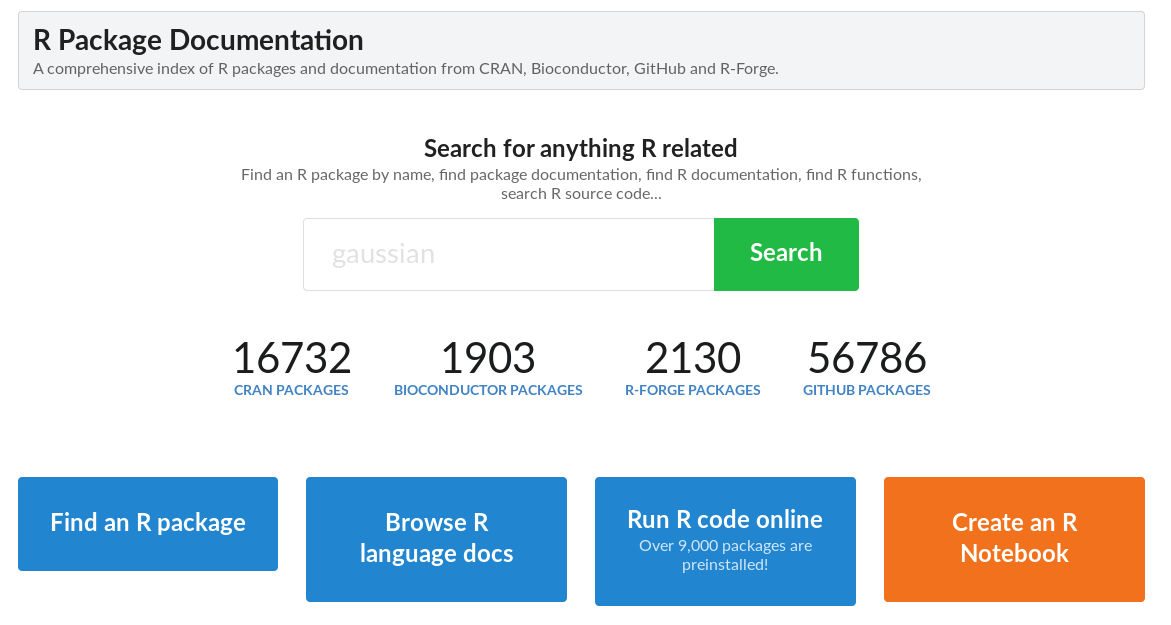 R Package Documentation
A comprehensive index of R packages and documentation from CRAN, Bioconductor, GitHub and R-Forge.
Search for anything R related
Find an R package by name, find package documentation, find R documentation, find R functions,
search R source code...
gaussian
Search
16732
CRAN PACKAGES
1903
BIOCONDUCTOR PACKAGES
2130
R-FORGE PACKAGES
56786
GITHUB PACKAGES
Find an R package
Browse R
language docs
Run R code online
Over 9,000 packages are
preinstalled!
Create an R
Notebook